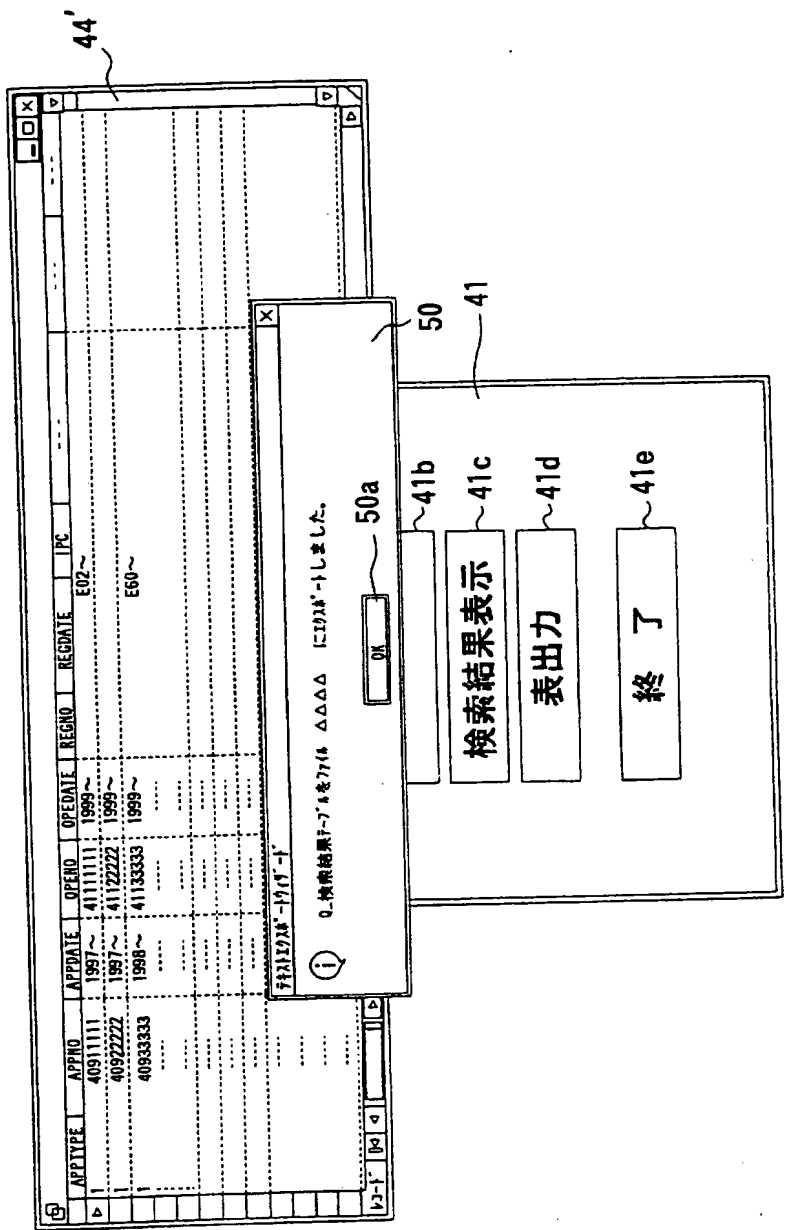 44'
APPTYPE APPNO APPDATE OPENO OPEDATE REGNO REGDATE IPC --- --- ---
1 40911111 1997～ 41111111 1999～ E02～
1 40922222 1997～ 41122222 1999～
1 40933333 1998～ 41133333 1999～ E60～
ﾚｺｰﾄﾞ
ﾃｷｽﾄｴｸｽﾎﾟｰﾄｳｨｻﾞｰﾄﾞ
Q_検索結果ﾃｰﾌﾞﾙをﾌｧｲﾙ △△△△ にｴｸｽﾎﾟｰﾄしました。
OK
50
50a
41
41b
検索結果表示 41c
表出力 41d
終 了 41e